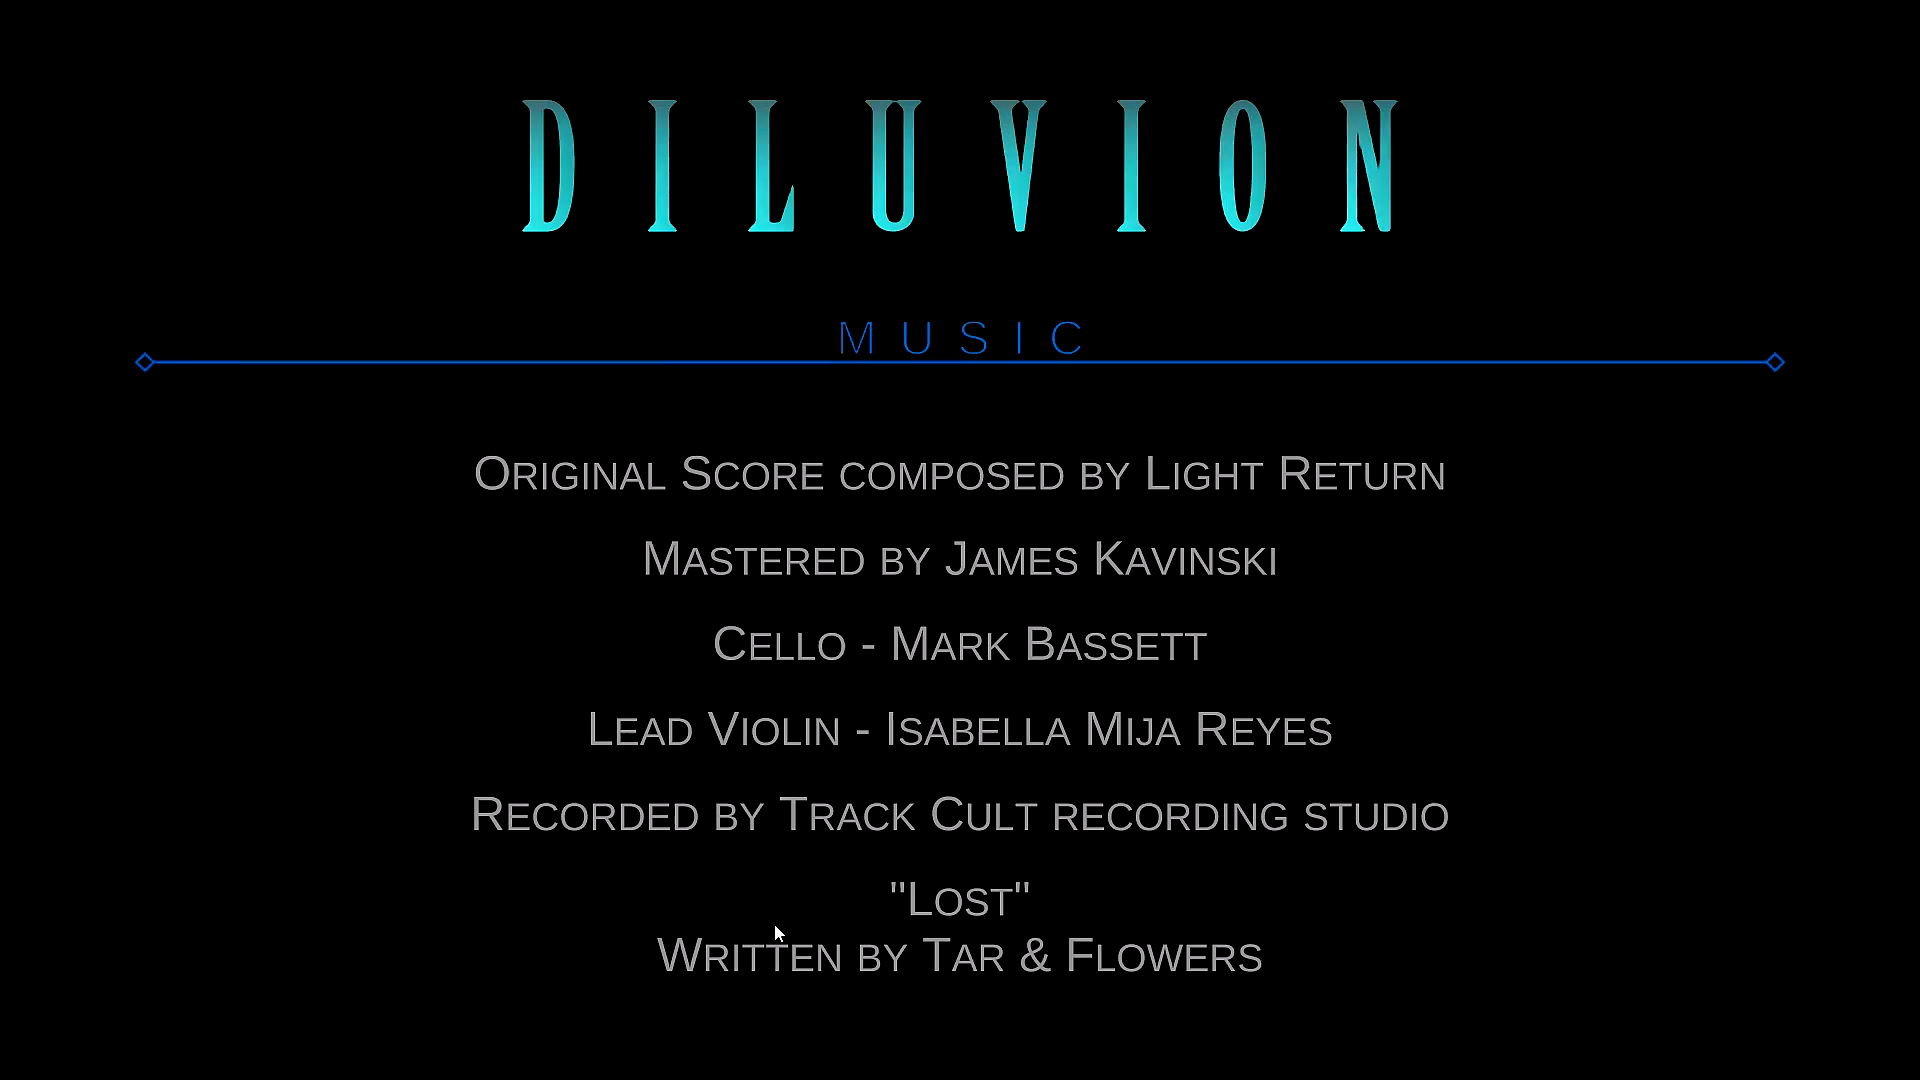 DILUVION
MUSIC
Original Score composed by Light Return
Mastered by James Kavinski
Cello - Mark Bassett
Lead Violin - Isabella Mija Reyes
Recorded by Track Cult recording studio
"Lost"
Written by Tar & Flowers